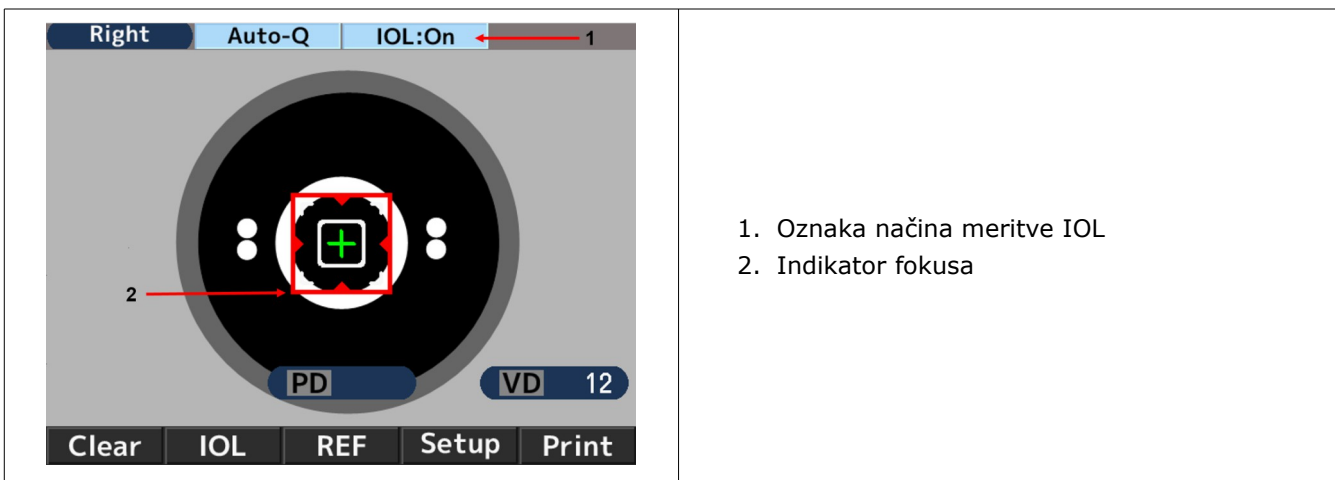 Right Auto-Q IOL:On 1
2
PD VD 12
Clear IOL REF Setup Print
1. Oznaka načina meritve IOL
2. Indikator fokusa